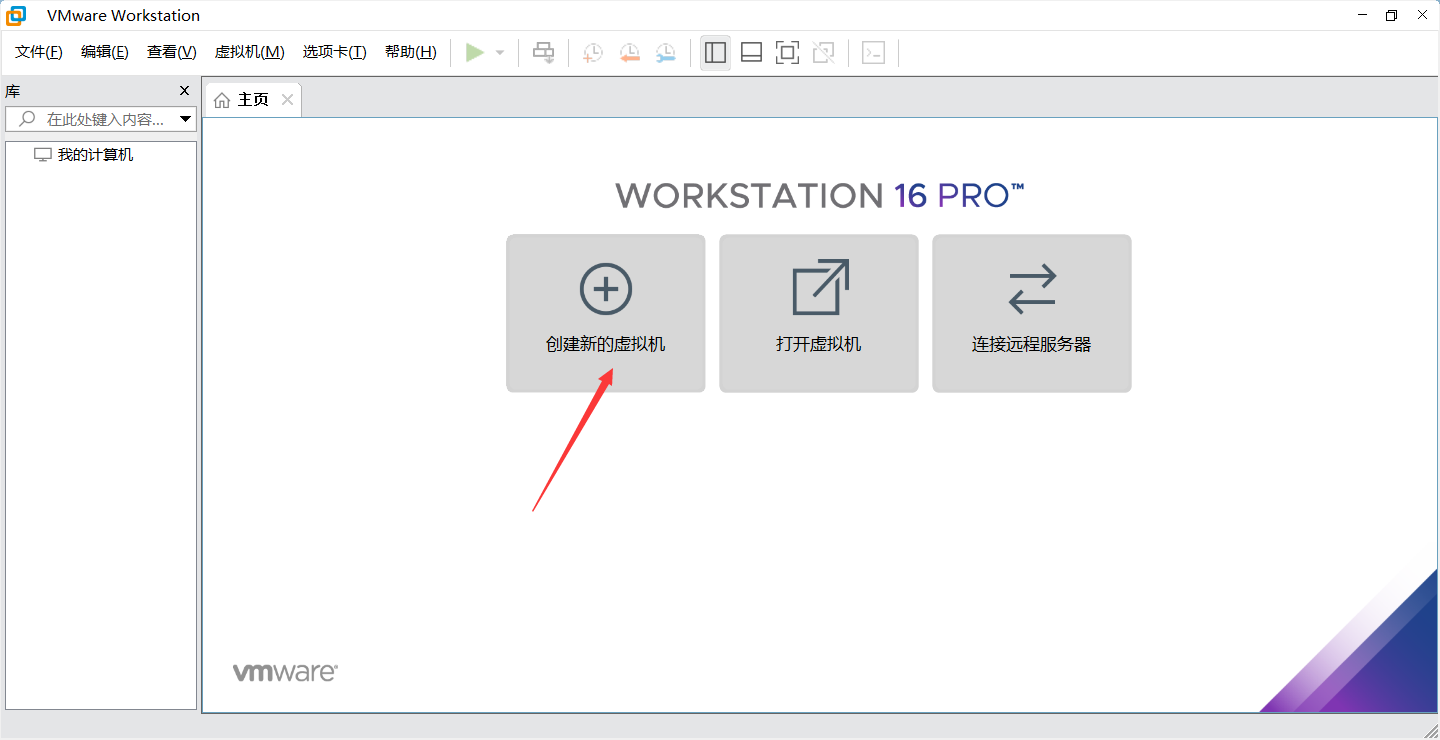 VMware Workstation
文件(F) 编辑(E) 查看(V) 虚拟机(M) 选项卡(T) 帮助(H)
库
主页
在此处键入内容...
我的计算机
WORKSTATION 16 PRO™
创建新的虚拟机 打开虚拟机 连接远程服务器
vmware®